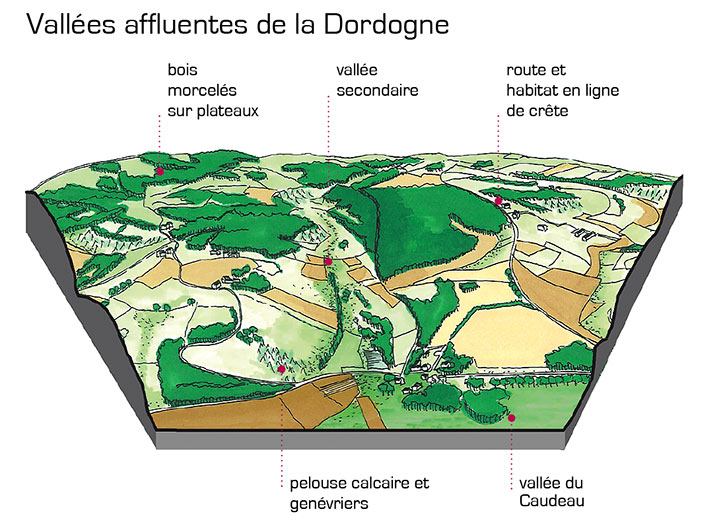 Vallées affluentes de la Dordogne
bois
morcelés
sur plateaux
vallée
secondaire
route et
habitat en ligne
de crête
pelouse calcaire et
genévriers
vallée du
Caudeau